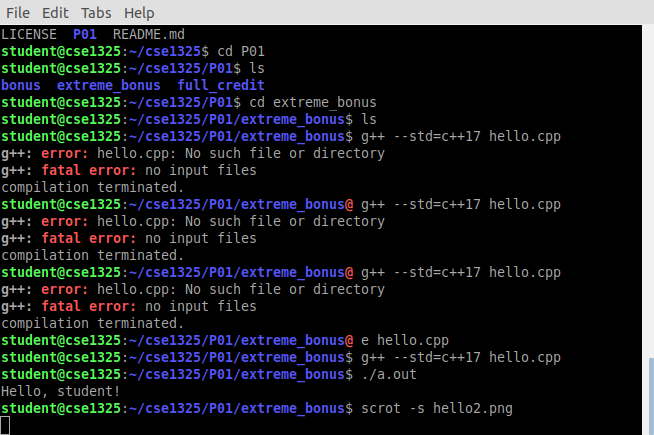 File Edit Tabs Help
LICENSE P01 README.md
student@cse1325:~/cse1325$ cd P01
student@cse1325:~/cse1325/P01$ ls
bonus extreme_bonus full_credit
student@cse1325:~/cse1325/P01$ cd extreme_bonus
student@cse1325:~/cse1325/P01/extreme_bonus$ ls
student@cse1325:~/cse1325/P01/extreme_bonus$ g++ --std=c++17 hello.cpp
g++: error: hello.cpp: No such file or directory
g++: fatal error: no input files
compilation terminated.
student@cse1325:~/cse1325/P01/extreme_bonus@ g++ --std=c++17 hello.cpp
g++: error: hello.cpp: No such file or directory
g++: fatal error: no input files
compilation terminated.
student@cse1325:~/cse1325/P01/extreme_bonus@ g++ --std=c++17 hello.cpp
g++: error: hello.cpp: No such file or directory
g++: fatal error: no input files
compilation terminated.
student@cse1325:~/cse1325/P01/extreme_bonus@ e hello.cpp
student@cse1325:~/cse1325/P01/extreme_bonus$ g++ --std=c++17 hello.cpp
student@cse1325:~/cse1325/P01/extreme_bonus$ ./a.out
Hello, student!
student@cse1325:~/cse1325/P01/extreme_bonus$ scrot -s hello2.png